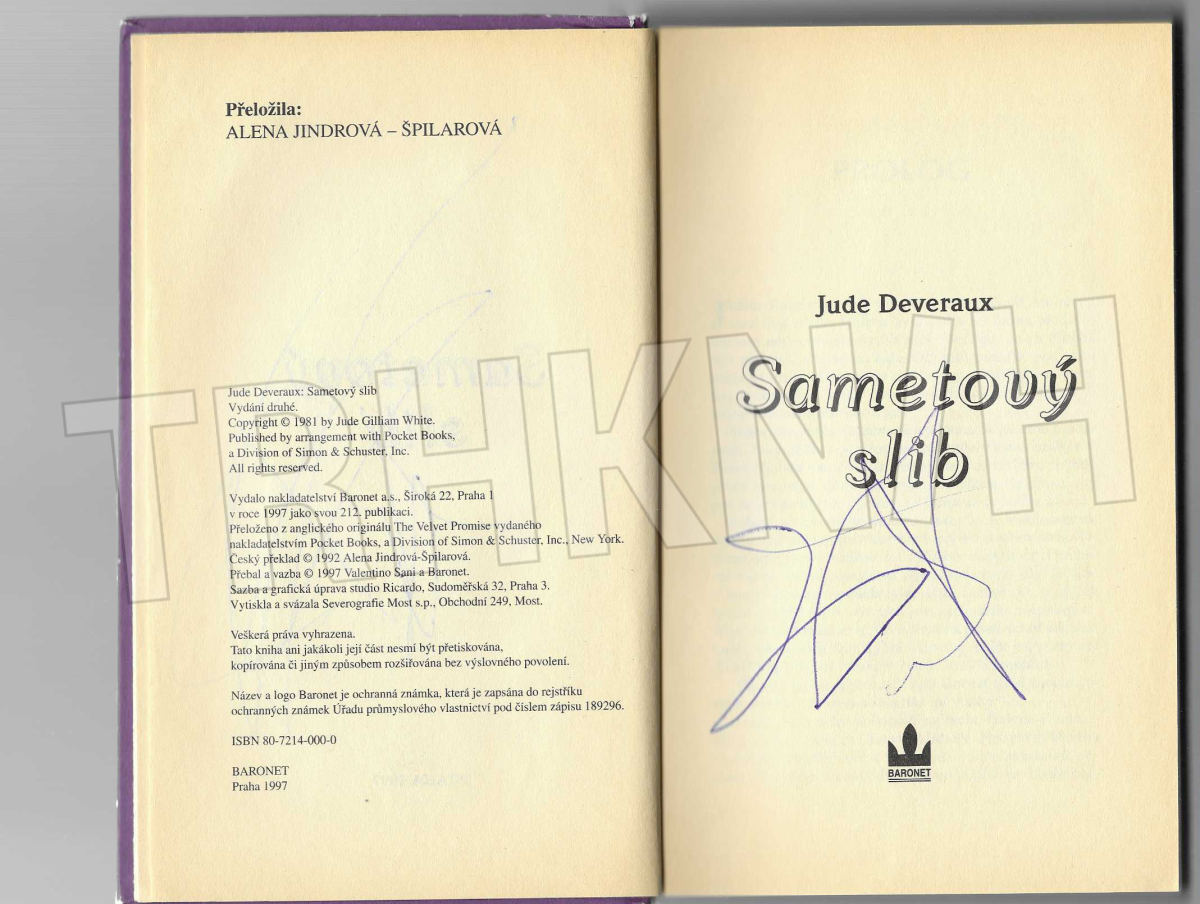 Přeložila:
ALENA JINDROVÁ – ŠPILAROVÁ
Jude Deveraux: Sametový slib
Vydání druhé.
Copyright © 1981 by Jude Gilliam White.
Published by arrangement with Pocket Books,
a Division of Simon & Schuster, Inc.
All rights reserved.
Vydalo nakladatelství Baronet a.s., Široká 22, Praha 1
v roce 1997 jako svou 212. publikaci.
Přeloženo z anglického originálu The Velvet Promise vydaného
nakladatelstvím Pocket Books, a Division of Simon & Schuster, Inc., New York.
Český překlad © 1992 Alena Jindrová-Špilarová.
Přebal a vazba © 1997 Valentino Sani a Baronet.
Sazba a grafická úprava studio Ricardo, Sudoměřská 32, Praha 3.
Vytiskla a svázala Severografie Most s.p., Obchodní 249, Most.
Veškerá práva vyhrazena.
Tato kniha ani jakákoli její část nesmí být přetiskována,
kopírována či jiným způsobem rozšiřována bez výslovného povolení.
Název a logo Baronet je ochranná známka, která je zapsána do rejstříku
ochranných známek Úřadu průmyslového vlastnictví pod číslem zápisu 189296.
ISBN 80-7214-000-0
BARONET
Praha 1997
Jude Deveraux
Sametový
slib
BARONET
TRHKNIH